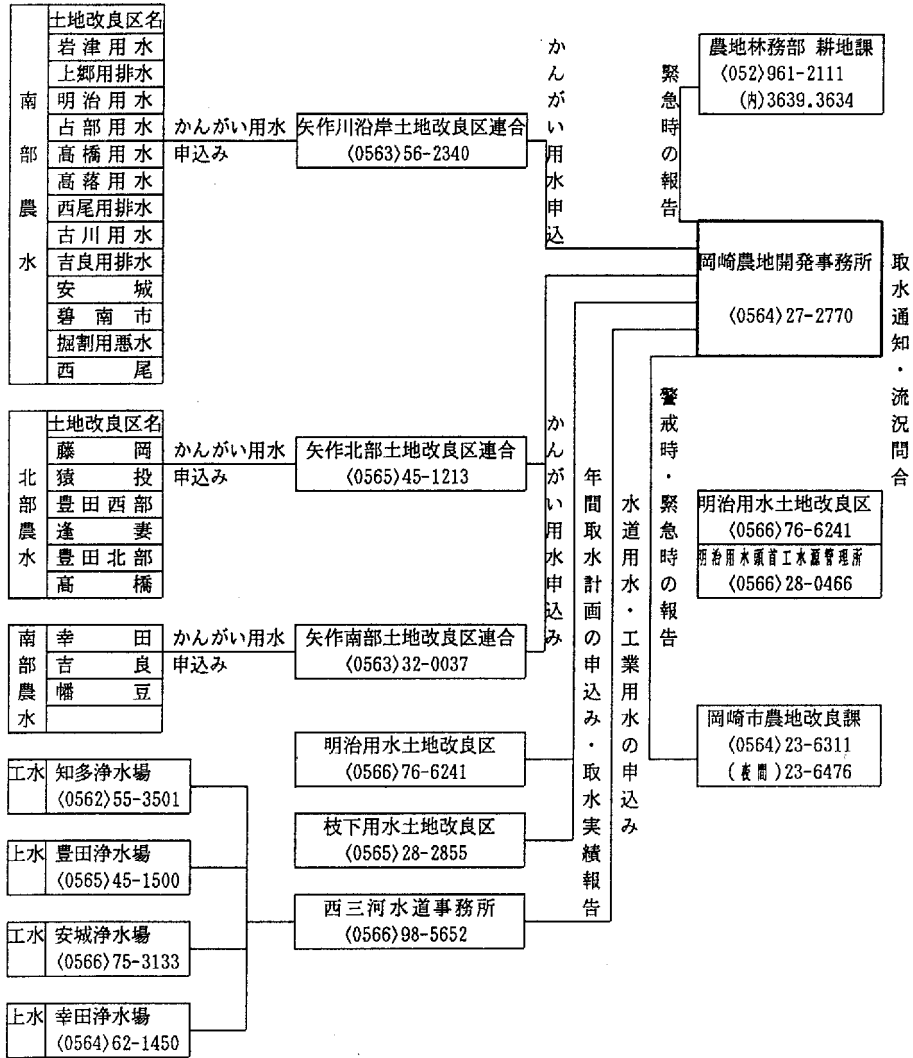 南部農水
土地改良区名
岩津用水
上郷用排水
明治用水
占部用水
高橋用水
高落用水
西尾用排水
古川用水
吉良用排水
安城
碧南市
掘割用悪水
西尾
かんがい用水
申込み
矢作川沿岸土地改良区連合
(0563)56-2340
かんがい用水申込
緊急時の報告
農地林務部 耕地課
(052)961-2111
(内)3639.3634
岡崎農地開発事務所
(0564)27-2770
取水通知・流況問合
北部農水
土地改良区名
藤岡
猿投
豊田西部
逢妻
豊田北部
高橋
かんがい用水
申込み
矢作北部土地改良区連合
(0565)45-1213
かんがい用水申込み
年間取水計画の申込み・取水実績報告
水道用水・工業用水の申込み
警戒時・緊急時の報告
明治用水土地改良区
(0566)76-6241
明治用水頭首工水源管理所
(0566)28-0466
南部農水
幸田
吉良
幡豆
かんがい用水
申込み
矢作南部土地改良区連合
(0563)32-0037
明治用水土地改良区
(0566)76-6241
岡崎市農地改良課
(0564)23-6311
(夜間)23-6476
工水
知多浄水場
(0562)55-3501
枝下用水土地改良区
(0565)28-2855
上水
豊田浄水場
(0565)45-1500
西三河水道事務所
(0566)98-5652
工水
安城浄水場
(0566)75-3133
上水
幸田浄水場
(0564)62-1450